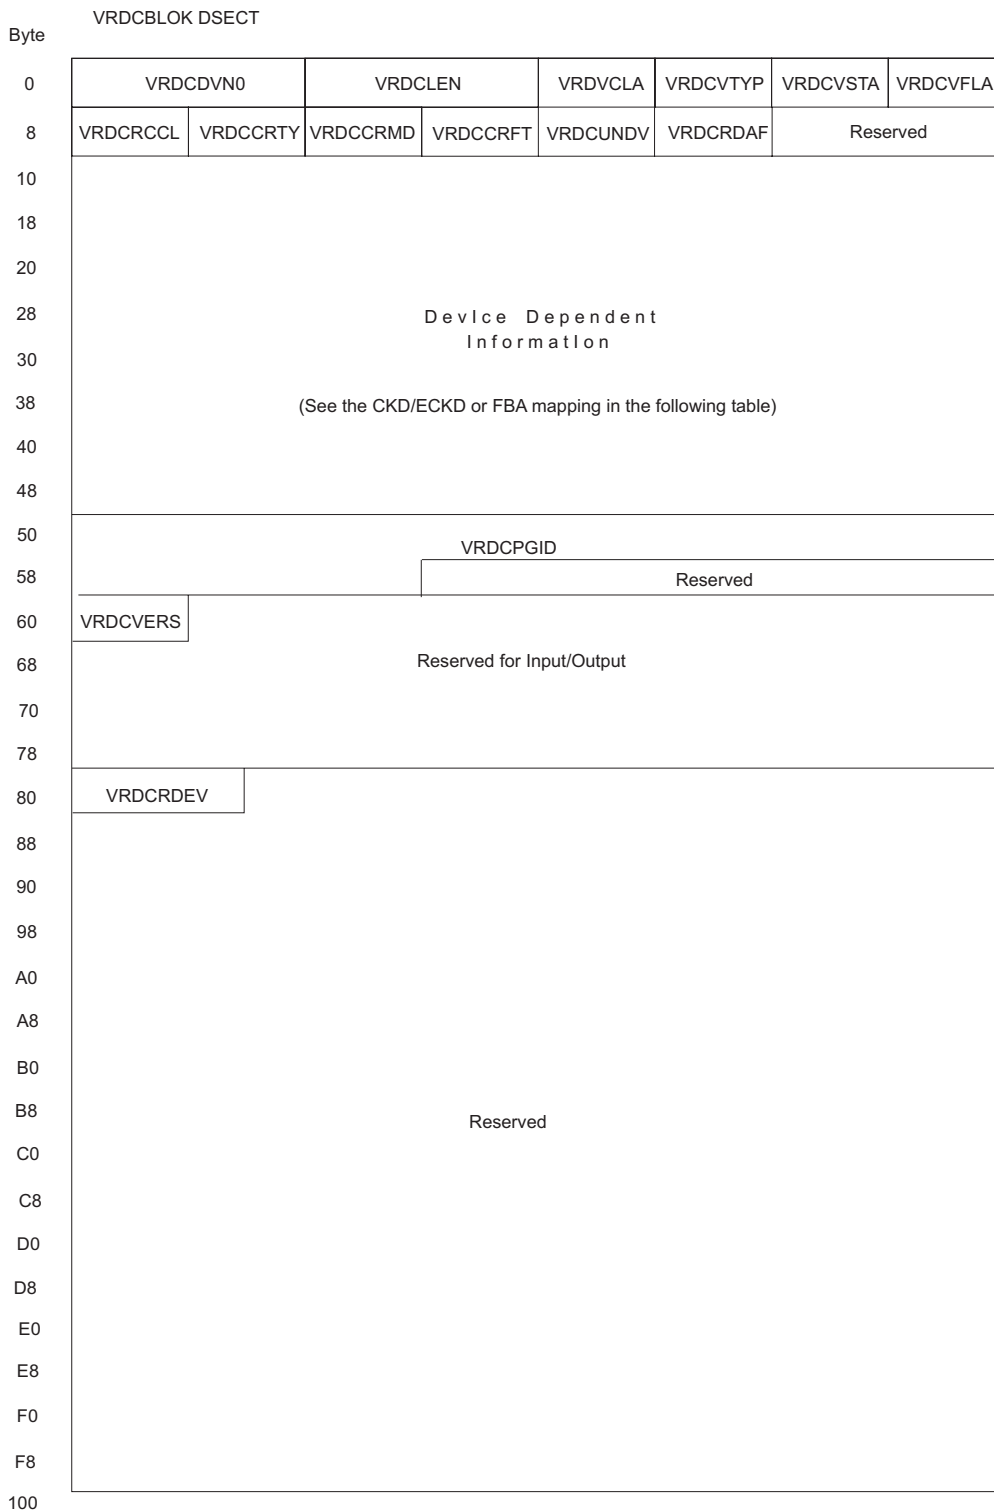 VRDCBLOK DSECT
Byte
0 VRDCDVN0 VRDCLEN VRDVCLA VRDCVTYP VRDCVSTA VRDCVFLA
8 VRDCRCCL VRDCCRTY VRDCCRMD VRDCCRFT VRDCUNDV VRDCRDAF Reserved
10
18
20
28 DevIce Dependent
InformatIon
30
38 (See the CKD/ECKD or FBA mapping in the following table)
40
48
50 VRDCPGID
58 Reserved
60 VRDCVERS
68 Reserved for Input/Output
70
78
80 VRDCRDEV
88
90
98
A0
A8
B0
B8 Reserved
C0
C8
D0
D8
E0
E8
F0
F8
100